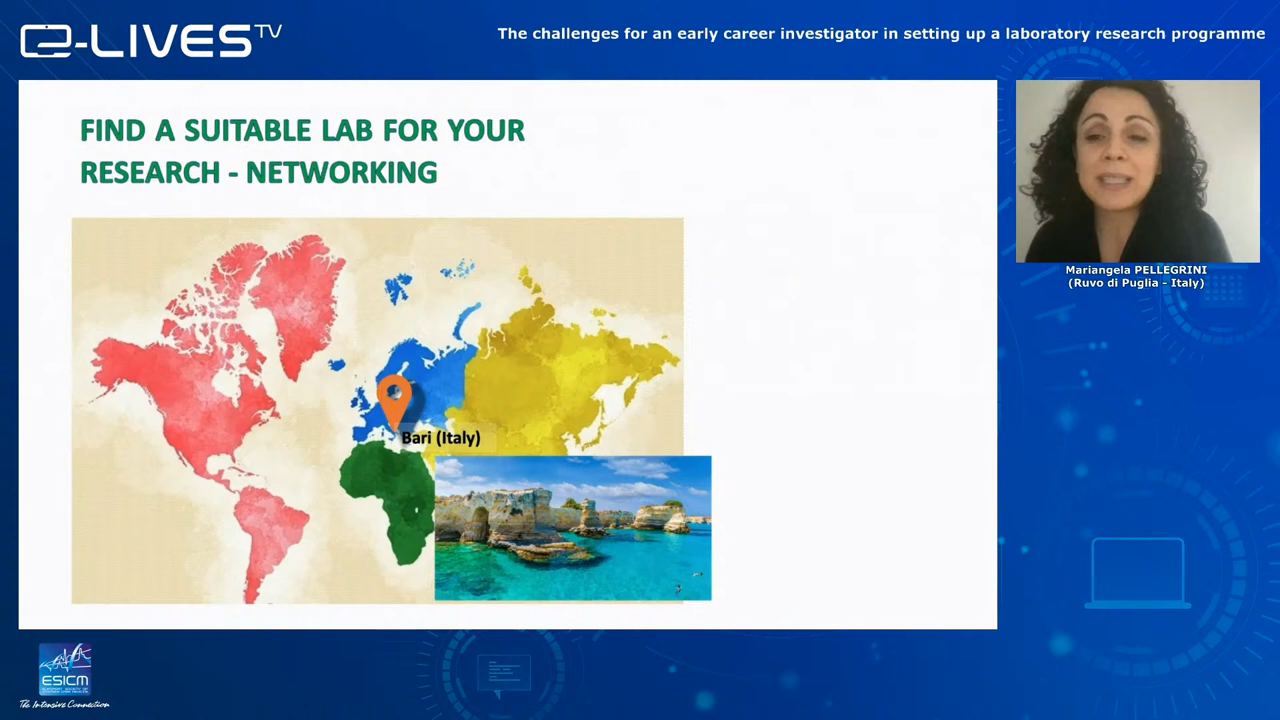 e-LIVES TV
The challenges for an early career investigator in setting up a laboratory research programme
FIND A SUITABLE LAB FOR YOUR
RESEARCH - NETWORKING
Bari (Italy)
Mariangela PELLEGRINI
(Ruvo di Puglia - Italy)
ESICM
The Intensive Connection